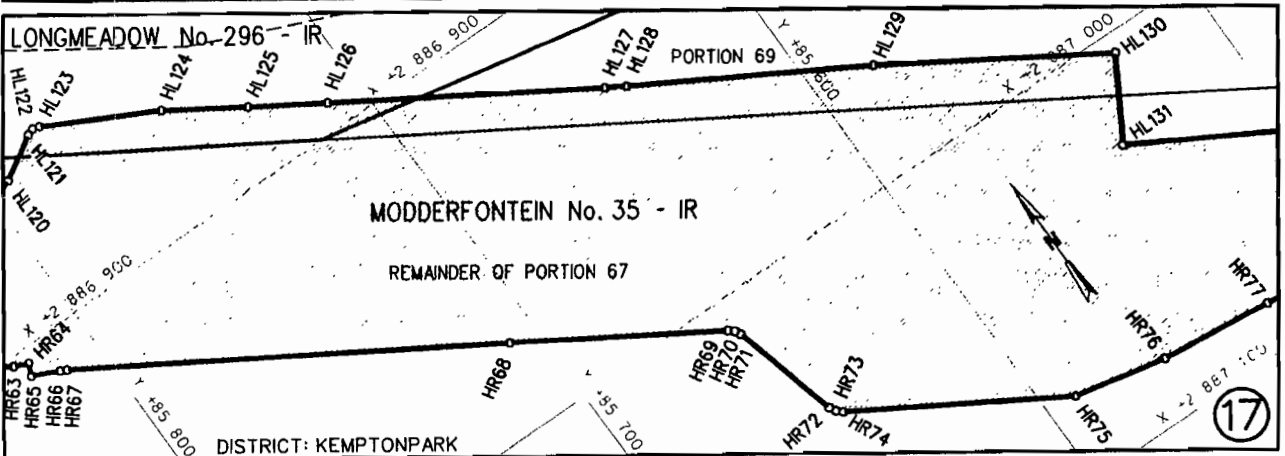 LONGMEADOW No. 296 - IR
HL122
HL123
HL124
HL125
HL126
X +2 886 900
HL127
HL128
PORTION 69
Y +85 600
HL129
X +2 887 000
HL130
HL121
HL120
HL131
MODDERFONTEIN No. 35 - IR
REMAINDER OF PORTION 67
N
X +2 886 900
HR63
HR64
HR65
HR66
HR67
HR68
HR69
HR70
HR71
HR72
HR73
HR74
HR75
HR76
HR77
Y +85 800
Y +85 700
X +2 887 100
DISTRICT: KEMPTONPARK
17